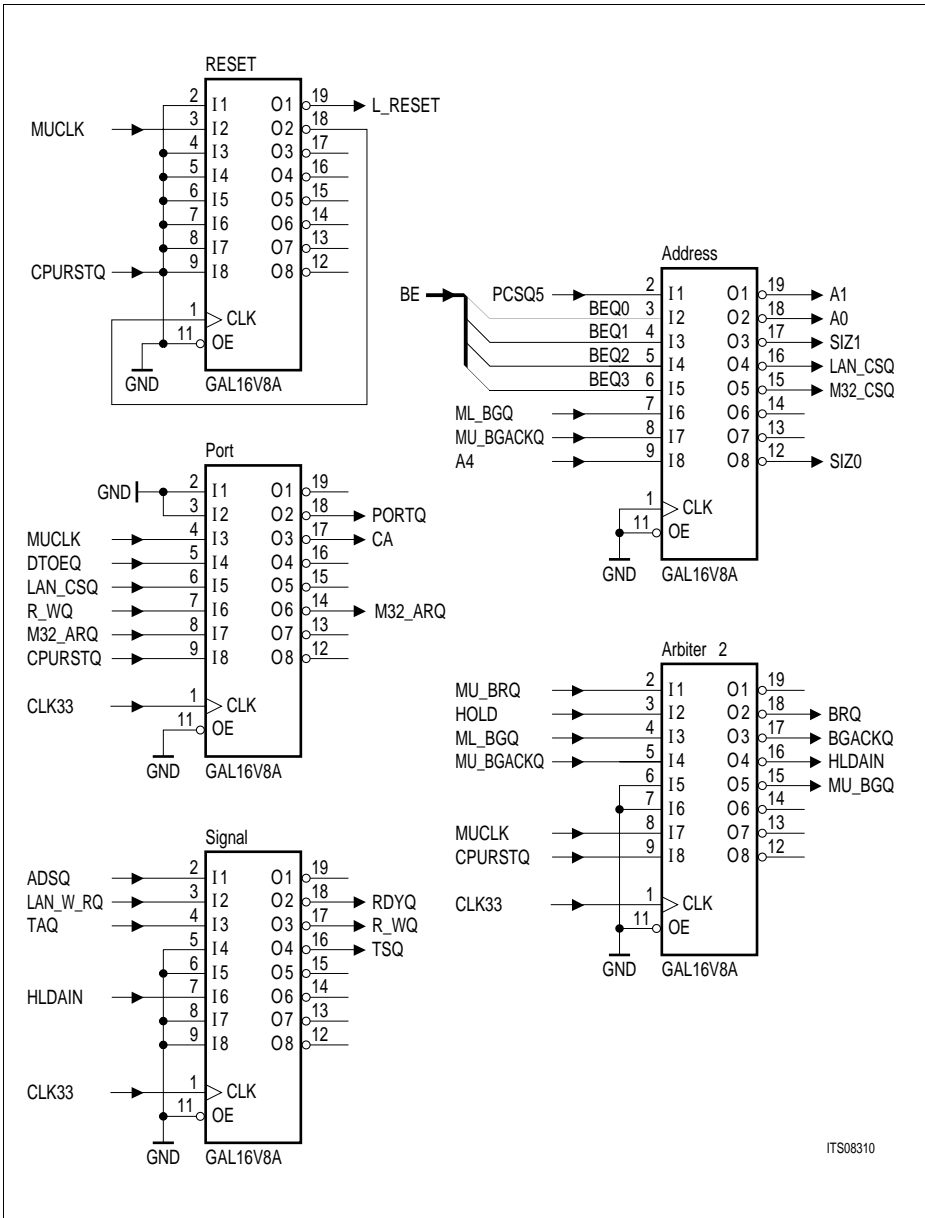 RESET
2 I1 O1 19 L_RESET
MUCLK 3 I2 O2 18
4 I3 O3 17
5 I4 O4 16
6 I5 O5 15
7 I6 O6 14
8 I7 O7 13
CPURSTQ 9 I8 O8 12
1 CLK
11 OE
GND GAL16V8A
Port
GND 2 I1 O1 19
3 I2 O2 18 PORTQ
MUCLK 4 I3 O3 17 CA
DTOEQ 5 I4 O4 16
LAN_CSQ 6 I5 O5 15
R_WQ 7 I6 O6 14 M32_ARQ
M32_ARQ 8 I7 O7 13
CPURSTQ 9 I8 O8 12
CLK33 1 CLK
11 OE
GND GAL16V8A
Signal
ADSQ 2 I1 O1 19
LAN_W_RQ 3 I2 O2 18 RDYQ
TAQ 4 I3 O3 17 R_WQ
5 I4 O4 16 TSQ
6 I5 O5 15
HLDAIN 7 I6 O6 14
8 I7 O7 13
9 I8 O8 12
CLK33 1 CLK
11 OE
GND GAL16V8A
Address
BE PCSQ5 2 I1 O1 19 A1
BEQ0 3 I2 O2 18 A0
BEQ1 4 I3 O3 17 SIZ1
BEQ2 5 I4 O4 16 LAN_CSQ
BEQ3 6 I5 O5 15 M32_CSQ
ML_BGQ 7 I6 O6 14
MU_BGACKQ 8 I7 O7 13
A4 9 I8 O8 12 SIZ0
1 CLK
11 OE
GND GAL16V8A
Arbiter 2
MU_BRQ 2 I1 O1 19
HOLD 3 I2 O2 18 BRQ
ML_BGQ 4 I3 O3 17 BGACKQ
MU_BGACKQ 5 I4 O4 16 HLDAIN
6 I5 O5 15 MU_BGQ
7 I6 O6 14
MUCLK 8 I7 O7 13
CPURSTQ 9 I8 O8 12
CLK33 1 CLK
11 OE
GND GAL16V8A
ITS08310